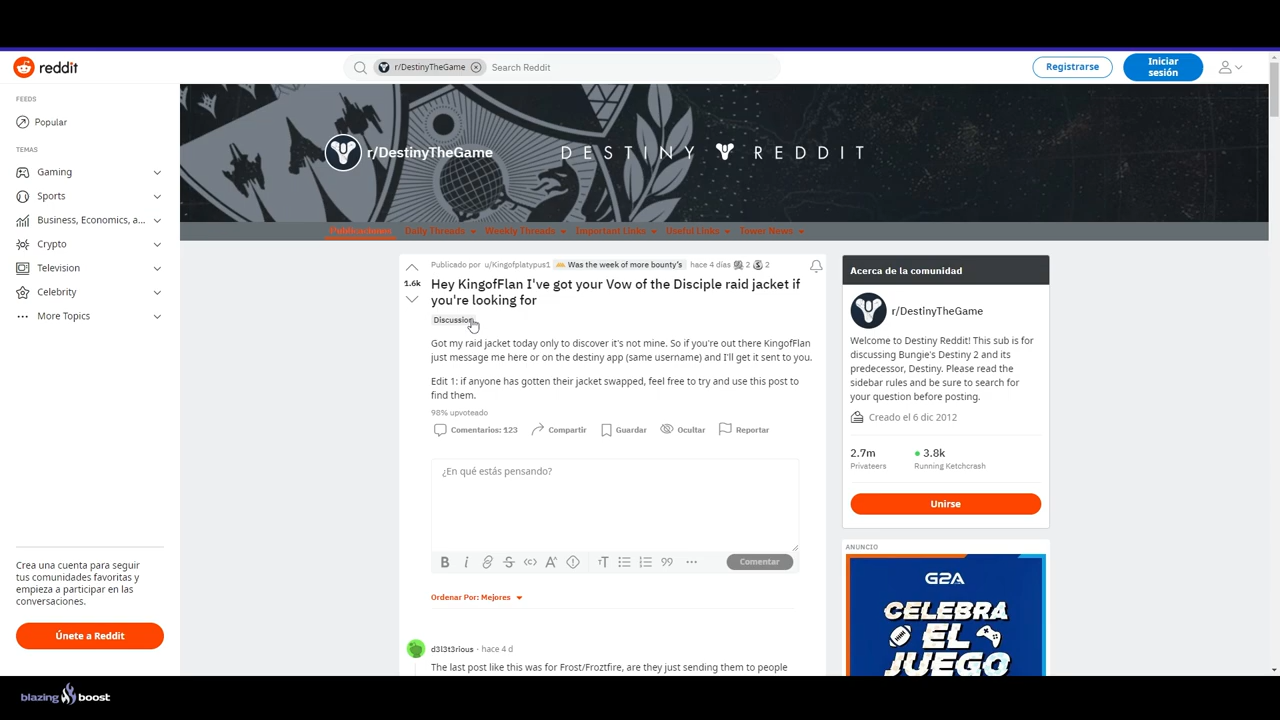 reddit
r/DestinyTheGame
Search Reddit
Registrarse
Iniciar
sesión
FEEDS
Popular
TEMAS
Gaming
Sports
Business, Economics, a...
Crypto
Television
Celebrity
More Topics
Crea una cuenta para seguir
tus comunidades favoritas y
empieza a participar en las
conversaciones.
Únete a Reddit
r/DestinyTheGame
DESTINY REDDIT
Publicaciones
Daily Threads
Weekly Threads
Important Links
Useful Links
Tower News
Publicado por u/Kingofplatypus1 Was the week of more bounty's hace 4 días 2 2
1.6k
Hey KingofFlan I've got your Vow of the Disciple raid jacket if
you're looking for
Discussion
Got my raid jacket today only to discover it's not mine. So if you're out there KingofFlan
just message me here or on the destiny app (same username) and I'll get it sent to you.
Edit 1: if anyone has gotten their jacket swapped, feel free to try and use this post to
find them.
98% upvoteado
Comentarios: 123
Compartir
Guardar
Ocultar
Reportar
¿En qué estás pensando?
Comentar
Ordenar Por: Mejores
d3l3t3rious · hace 4 d
The last post like this was for Frost/Froztfire, are they just sending them to people
Acerca de la comunidad
r/DestinyTheGame
Welcome to Destiny Reddit! This sub is for
discussing Bungie's Destiny 2 and its
predecessor, Destiny. Please read the
sidebar rules and be sure to search for
your question before posting.
Creado el 6 dic 2012
2.7m
Privateers
3.8k
Running Ketchcrash
Unirse
ANUNCIO
G2A
CELEBRA
EL
JUEGO
blazing boost